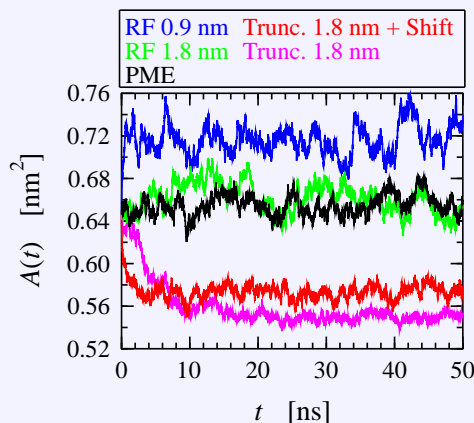 RF 0.9 nm Trunc. 1.8 nm + Shift
RF 1.8 nm Trunc. 1.8 nm
PME
0.76
0.72
0.68
0.64
0.60
0.56
0.52
A(t) [nm²]
0 10 20 30 40 50
t [ns]